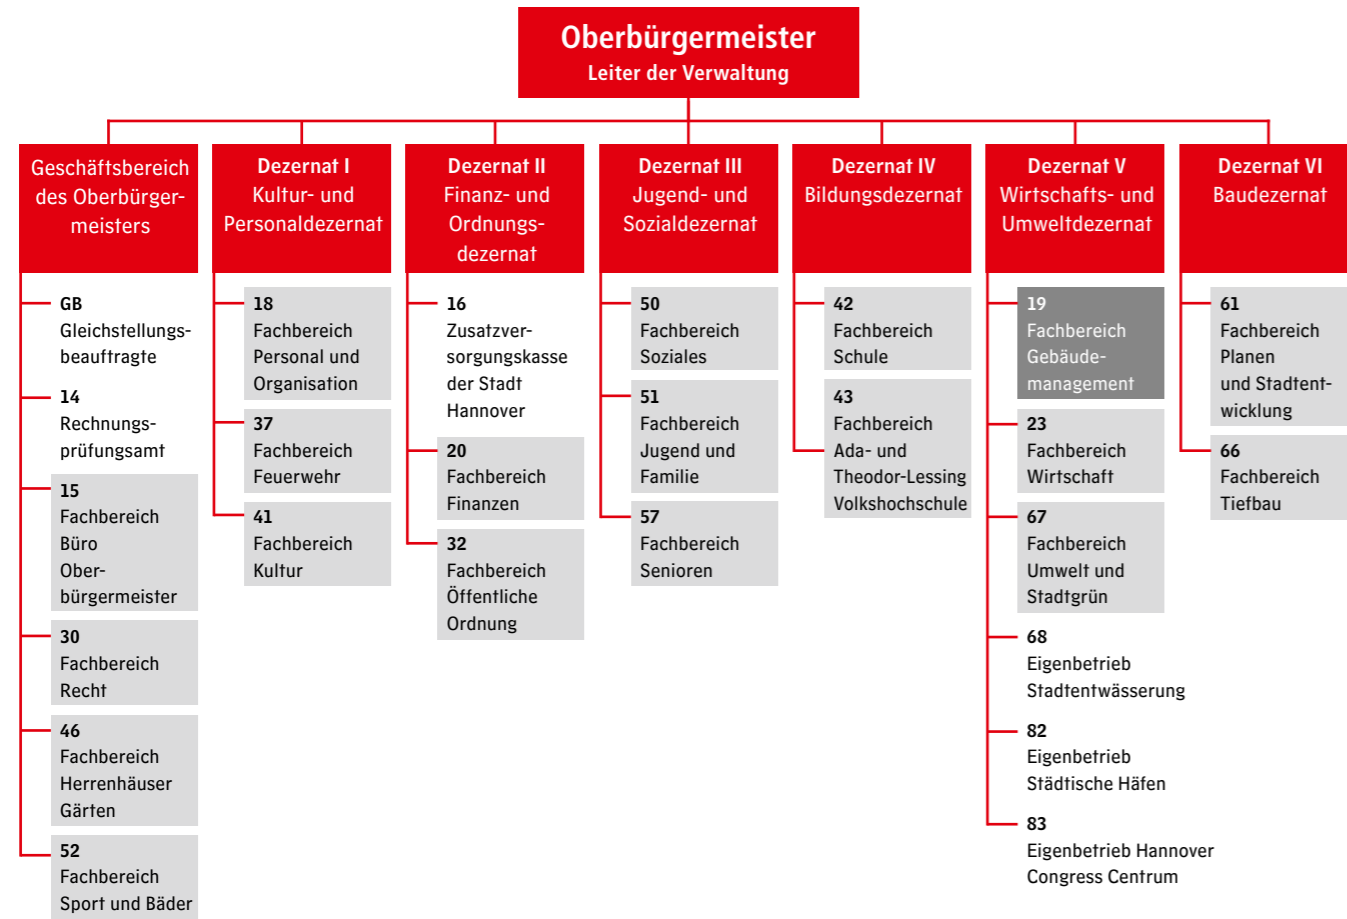 Oberbürgermeister
Leiter der Verwaltung
Geschäftsbereich
des Oberbürger-
meisters
GB
Gleichstellungs-
beauftragte
14
Rechnungs-
prüfungsamt
15
Fachbereich
Büro
Ober-
bürgermeister
30
Fachbereich
Recht
46
Fachbereich
Herrenhäuser
Gärten
52
Fachbereich
Sport und Bäder
Dezernat I
Kultur- und
Personaldezernat
18
Fachbereich
Personal und
Organisation
37
Fachbereich
Feuerwehr
41
Fachbereich
Kultur
Dezernat II
Finanz- und
Ordnungs-
dezernat
16
Zusatzver-
sorgungskasse
der Stadt
Hannover
20
Fachbereich
Finanzen
32
Fachbereich
Öffentliche
Ordnung
Dezernat III
Jugend- und
Sozialdezernat
50
Fachbereich
Soziales
51
Fachbereich
Jugend und
Familie
57
Fachbereich
Senioren
Dezernat IV
Bildungsdezernat
42
Fachbereich
Schule
43
Fachbereich
Ada- und
Theodor-Lessing
Volkshochschule
Dezernat V
Wirtschafts- und
Umweltdezernat
19
Fachbereich
Gebäude-
management
23
Fachbereich
Wirtschaft
67
Fachbereich
Umwelt und
Stadtgrün
68
Eigenbetrieb
Stadtentwässerung
82
Eigenbetrieb
Städtische Häfen
83
Eigenbetrieb Hannover
Congress Centrum
Dezernat VI
Baudezernat
61
Fachbereich
Planen
und Stadtent-
wicklung
66
Fachbereich
Tiefbau